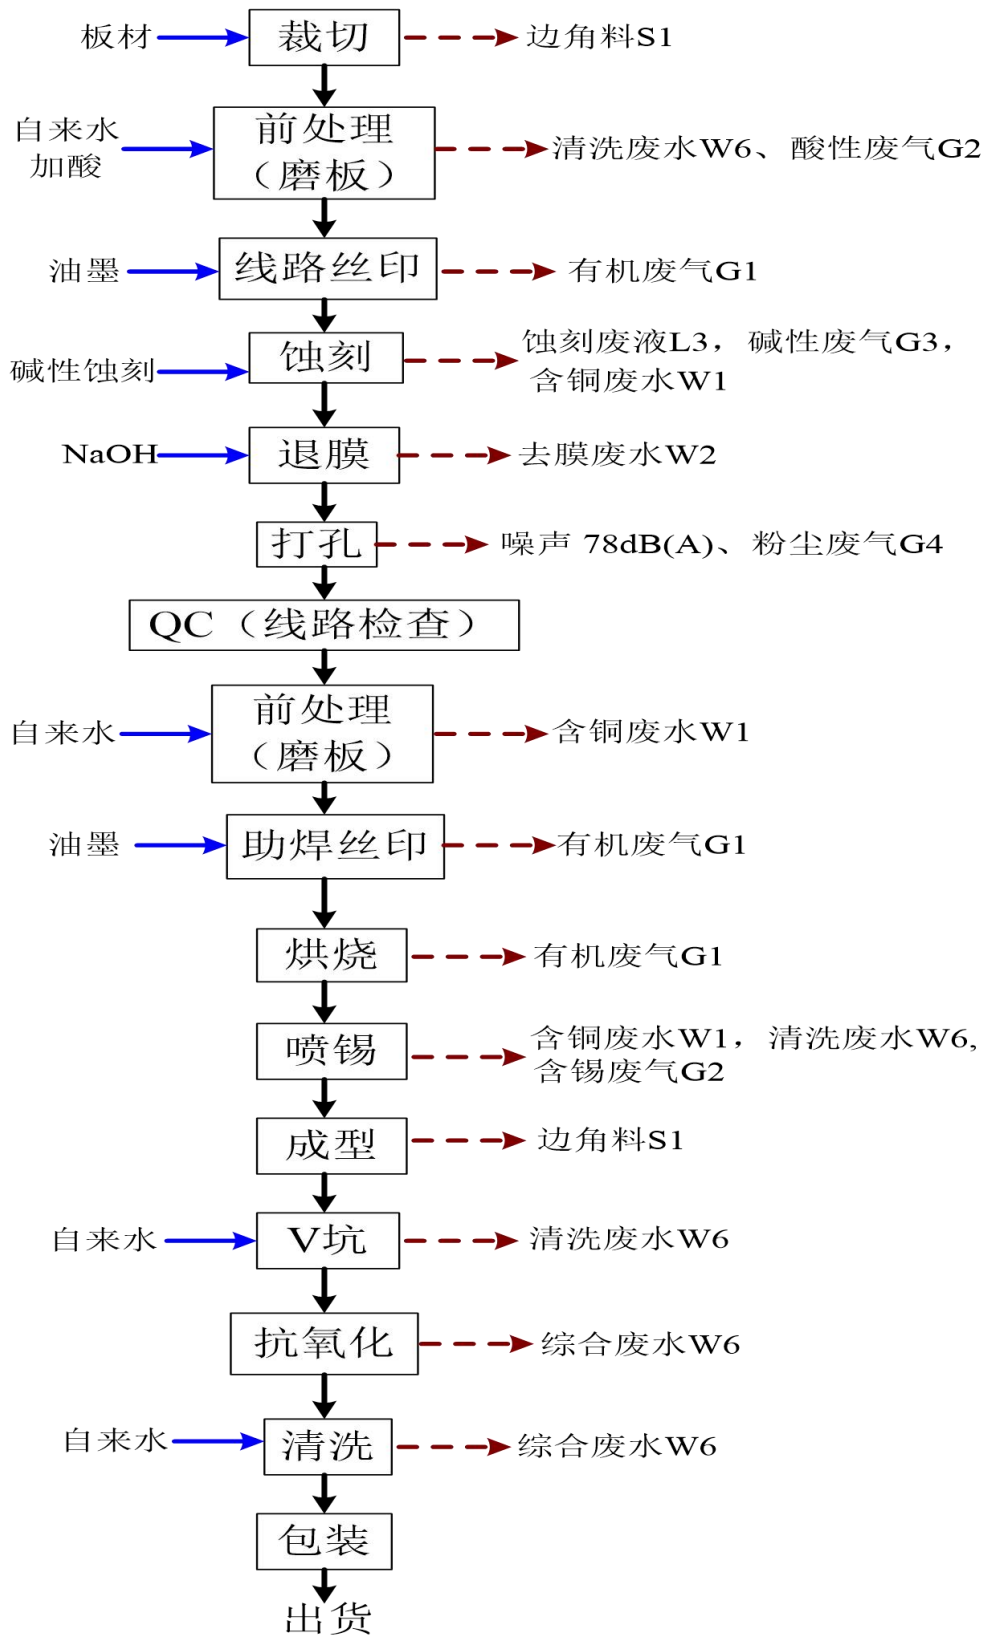 板材
裁切
边角料S1
自来水
加酸
前处理
（磨板）
清洗废水W6、酸性废气G2
油墨
线路丝印
有机废气G1
碱性蚀刻
蚀刻
蚀刻废液L3，碱性废气G3，
含铜废水W1
NaOH
退膜
去膜废水W2
打孔
噪声 78dB(A)、粉尘废气G4
QC（线路检查）
自来水
前处理
（磨板）
含铜废水W1
油墨
助焊丝印
有机废气G1
烘烧
有机废气G1
喷锡
含铜废水W1，清洗废水W6,
含锡废气G2
成型
边角料S1
自来水
V坑
清洗废水W6
抗氧化
综合废水W6
自来水
清洗
综合废水W6
包装
出货